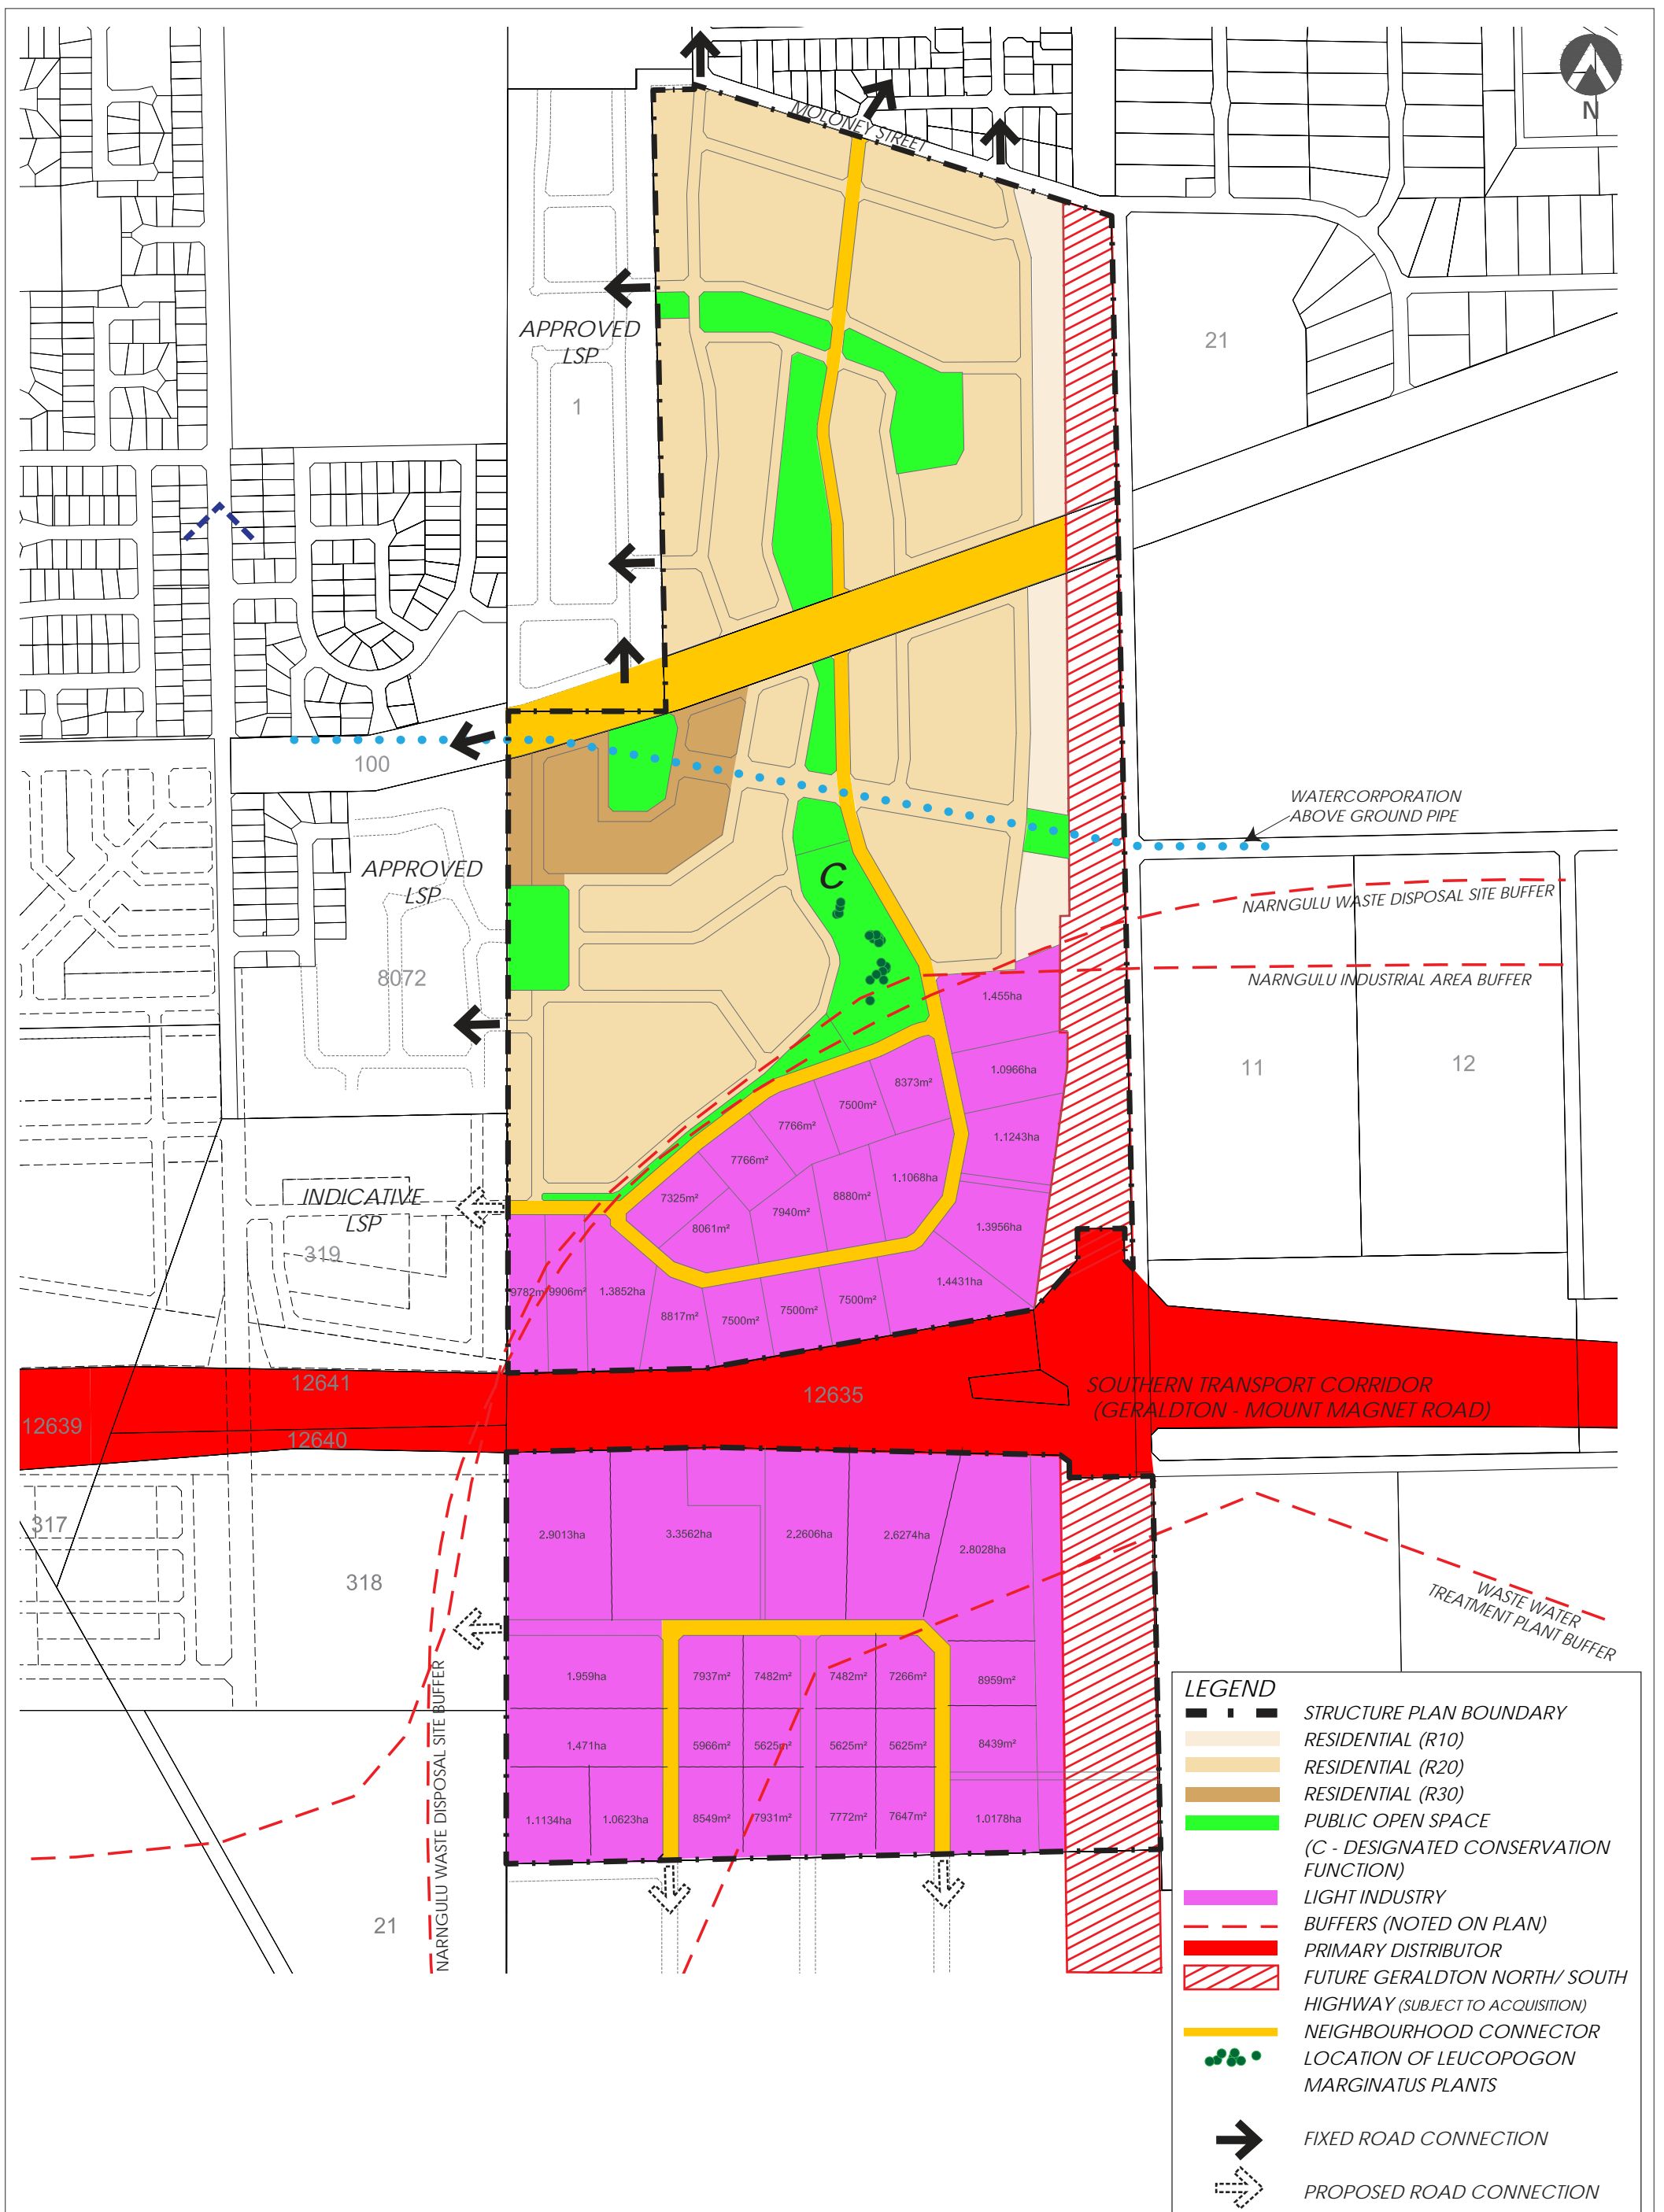 N
MOLONEY STREET
APPROVED
LSP
21
1
100
WATERCORPORATION
ABOVE GROUND PIPE
APPROVED
LSP
C
NARNGULU WASTE DISPOSAL SITE BUFFER
8072
NARNGULU INDUSTRIAL AREA BUFFER
1.455ha
11
12
1.0966ha
8373m²
7500m²
7766m²
1.1243ha
7766m²
1.1068ha
INDICATIVE
LSP
7325m²
8880m²
7940m²
8061m²
1.3956ha
319
1.4431ha
9782m
9906m²
1.3852ha
7500m²
7500m²
8817m²
7500m²
12641
12635
SOUTHERN TRANSPORT CORRIDOR
(GERALDTON - MOUNT MAGNET ROAD)
12639
12640
317
2.9013ha
3.3562ha
2.2606ha
2.6274ha
2.8028ha
318
WASTE WATER
TREATMENT PLANT BUFFER
1.959ha
7937m²
7482m²
7482m²
7266m²
8959m²
1.471ha
5966m²
5625m²
5625m²
5625m²
8439m²
1.1134ha
1.0623ha
8549m²
7931m²
7772m²
7647m²
1.0178ha
NARNGULU WASTE DISPOSAL SITE BUFFER
21
LEGEND
STRUCTURE PLAN BOUNDARY
RESIDENTIAL (R10)
RESIDENTIAL (R20)
RESIDENTIAL (R30)
PUBLIC OPEN SPACE
(C - DESIGNATED CONSERVATION
FUNCTION)
LIGHT INDUSTRY
BUFFERS (NOTED ON PLAN)
PRIMARY DISTRIBUTOR
FUTURE GERALDTON NORTH/ SOUTH
HIGHWAY (SUBJECT TO ACQUISITION)
NEIGHBOURHOOD CONNECTOR
LOCATION OF LEUCOPOGON
MARGINATUS PLANTS
FIXED ROAD CONNECTION
PROPOSED ROAD CONNECTION